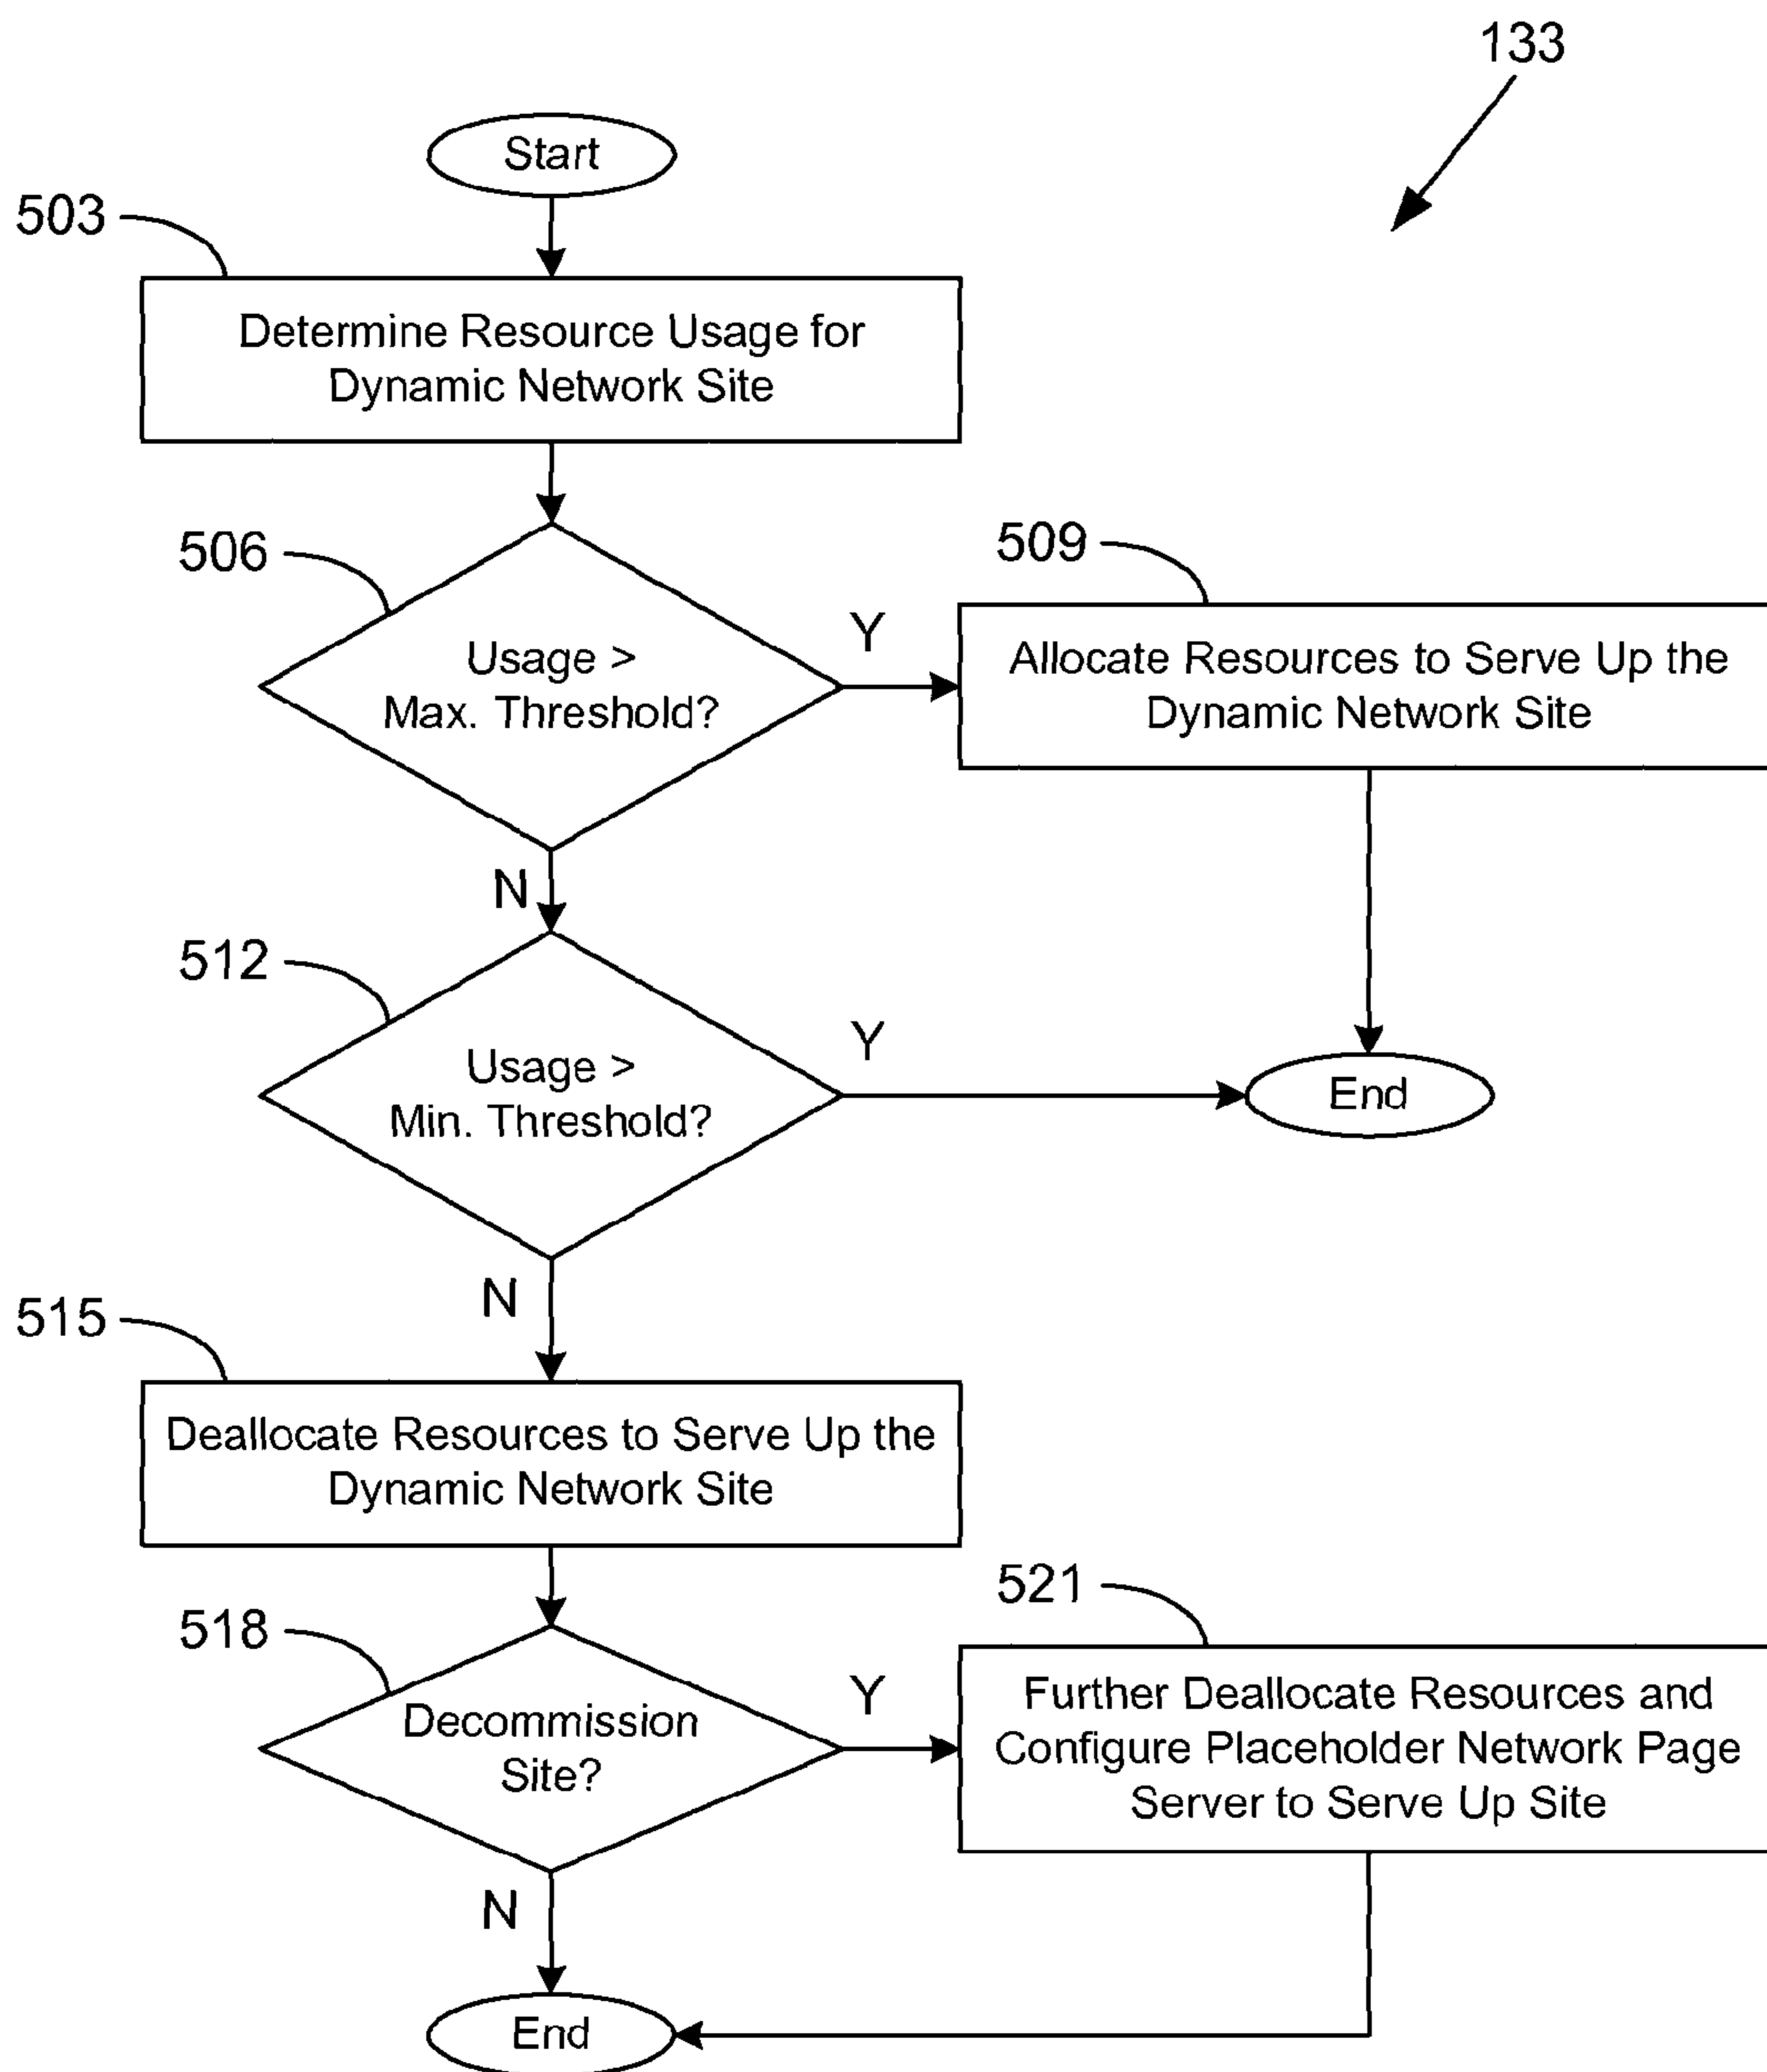 133
Start
503
Determine Resource Usage for
Dynamic Network Site
506
Usage >
Max. Threshold?
Y
509
Allocate Resources to Serve Up the
Dynamic Network Site
N
512
Usage >
Min. Threshold?
Y
End
N
515
Deallocate Resources to Serve Up the
Dynamic Network Site
518
Decommission
Site?
Y
521
Further Deallocate Resources and
Configure Placeholder Network Page
Server to Serve Up Site
N
End